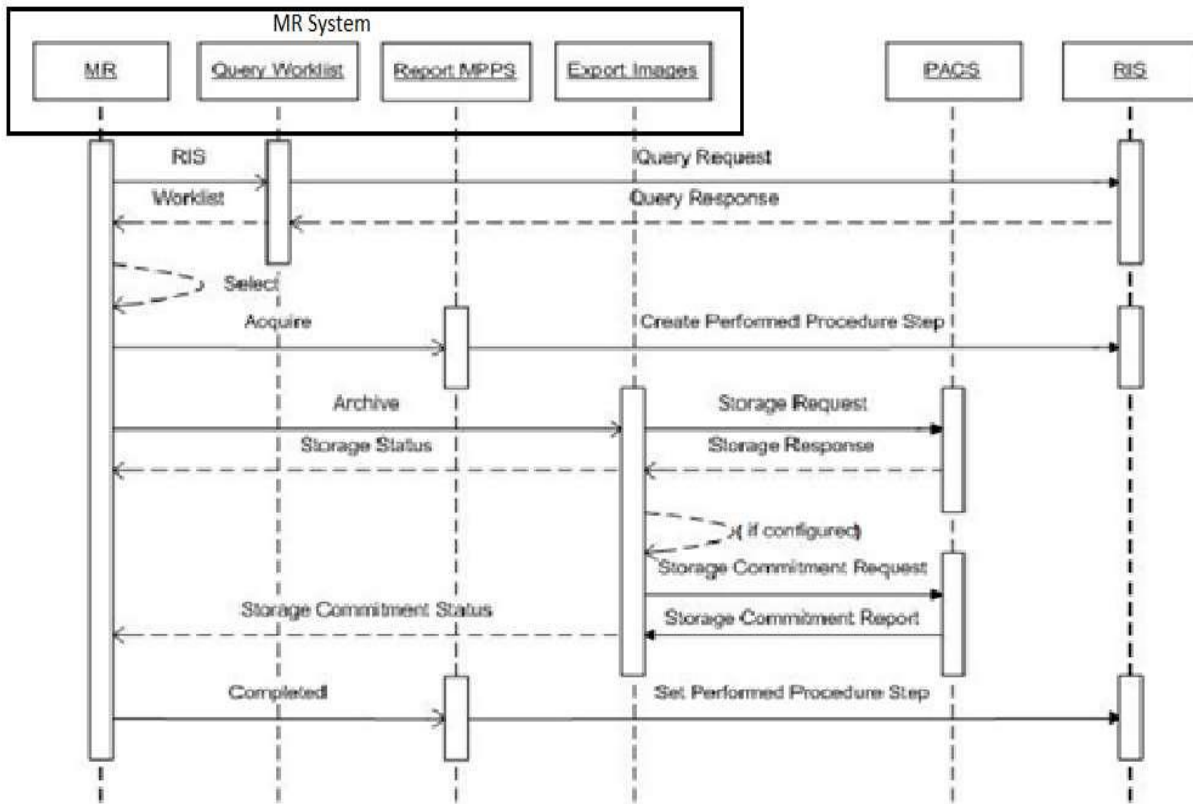 MR System
MR
Query Worklist
Report MPPS
Export Images
PACS
RIS
RIS
Query Request
Worklist
Query Response
Select
Acquire
Create Performed Procedure Step
Archive
Storage Request
Storage Status
Storage Response
( if configured)
Storage Commitment Request
Storage Commitment Status
Storage Commitment Report
Completed
Set Performed Procedure Step